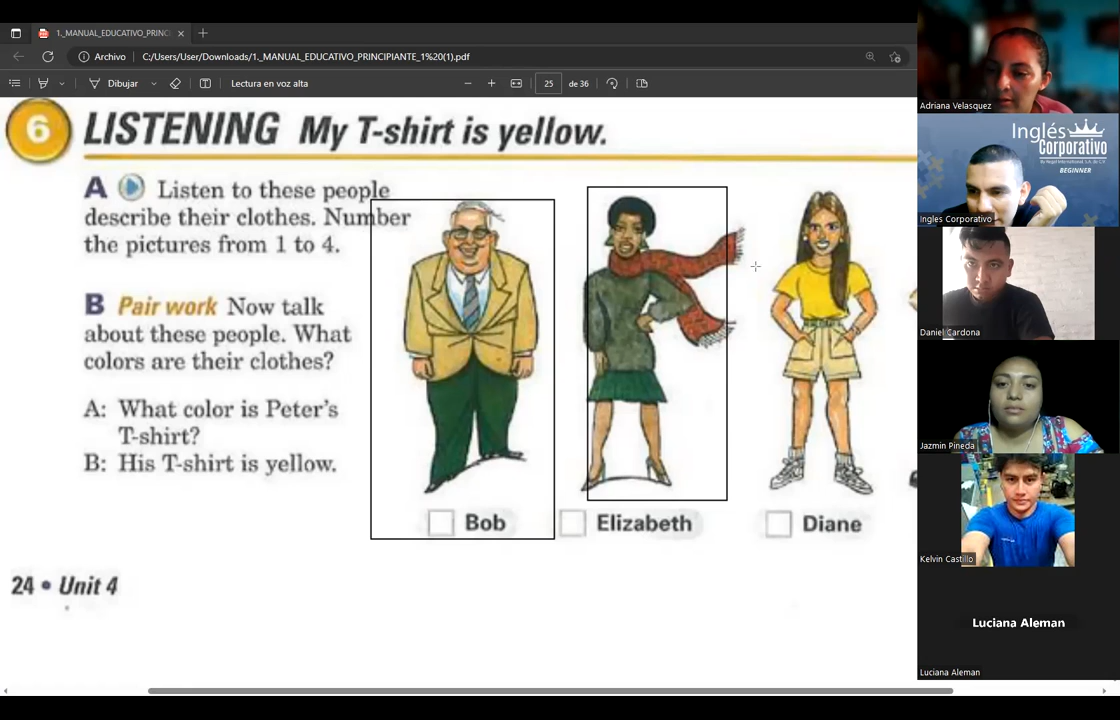 1._MANUAL_EDUCATIVO_PRINCI
Archivo
C:/Users/User/Downloads/1._MANUAL_EDUCATIVO_PRINCIPIANTE_1%20(1).pdf
Dibujar
Lectura en voz alta
25
de 36
6 LISTENING My T-shirt is yellow.
A Listen to these people
describe their clothes. Number
the pictures from 1 to 4.
B Pair work Now talk
about these people. What
colors are their clothes?
A: What color is Peter's
T-shirt?
B: His T-shirt is yellow.
Bob
Elizabeth
Diane
24 • Unit 4
Adriana Velasquez
Inglés
Corporativo
BEGINNER
Ingles Corporativo
Daniel Cardona
Jazmin Pineda
Kelvin Castillo
Luciana Aleman
Luciana Aleman